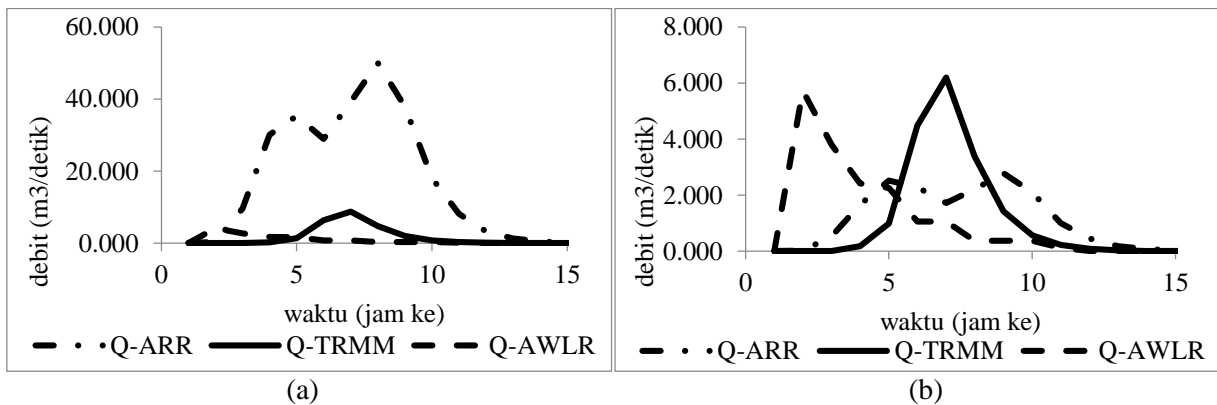 60.000
40.000
20.000
0.000
debit (m3/detik)
0 5 10 15
waktu (jam ke)
Q-ARR Q-TRMM Q-AWLR
(a)
8.000
6.000
4.000
2.000
0.000
debit (m3/detik)
0 5 10 15
waktu (jam ke)
Q-ARR Q-TRMM Q-AWLR
(b)